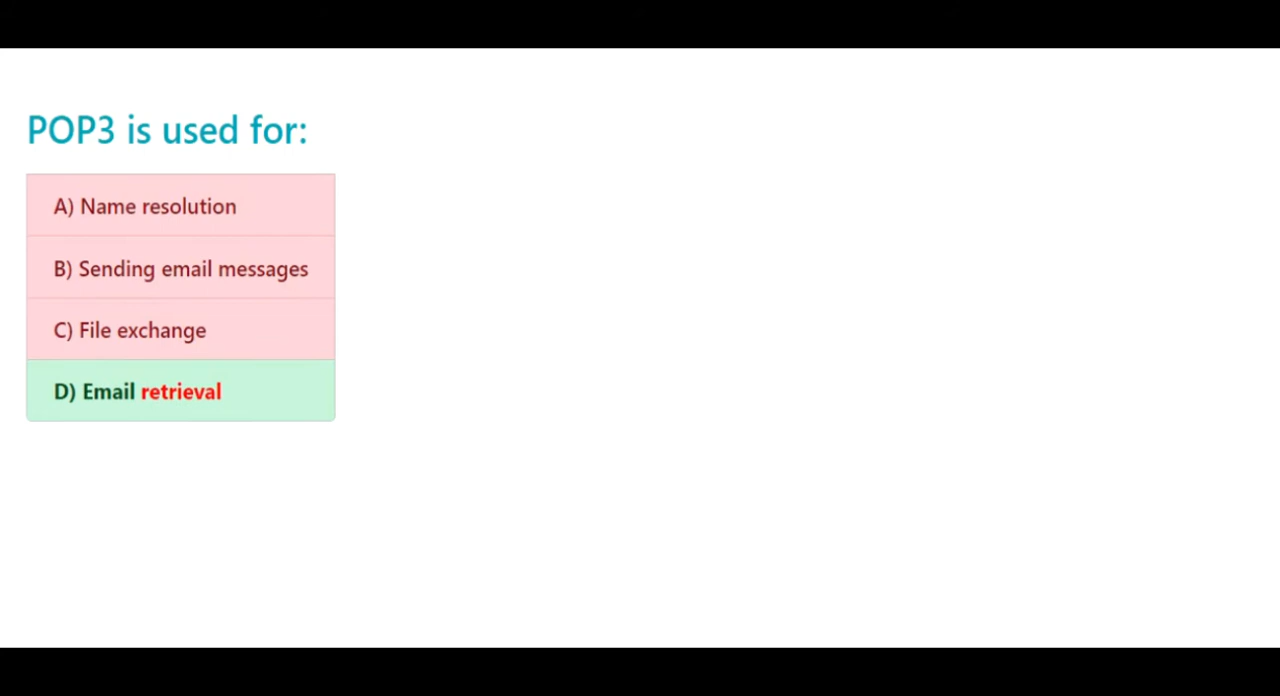 POP3 is used for:
A) Name resolution
B) Sending email messages
C) File exchange
D) Email retrieval